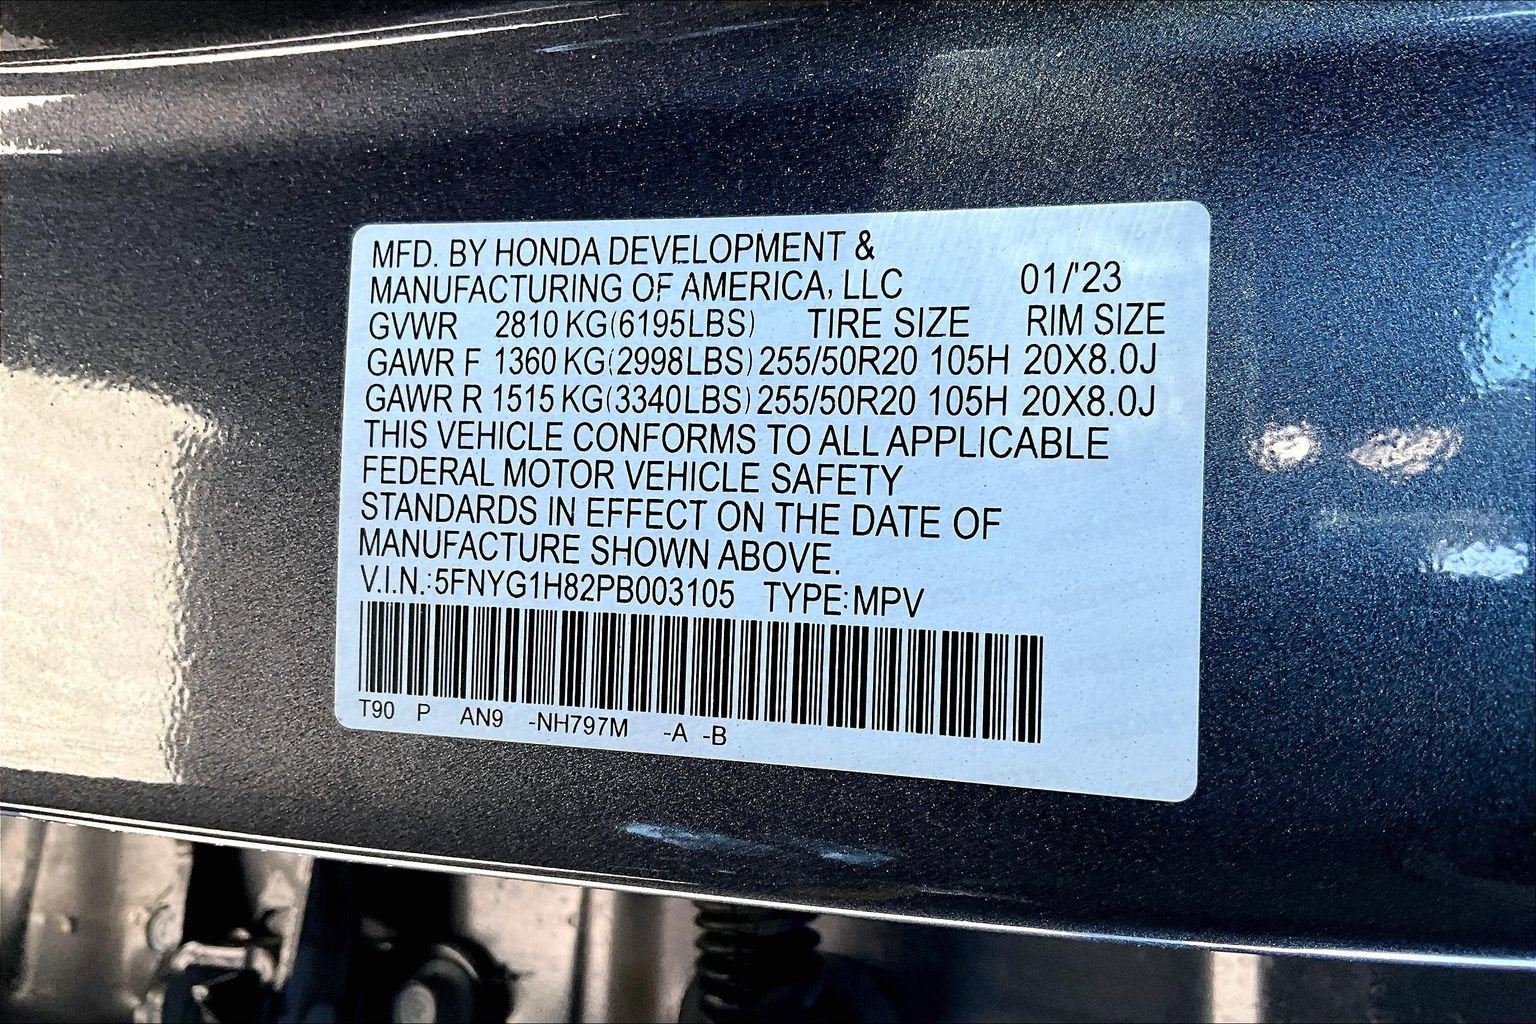 MFD. BY HONDA DEVELOPMENT &
MANUFACTURING OF AMERICA, LLC 01/'23
GVWR 2810 KG(6195LBS) TIRE SIZE RIM SIZE
GAWR F 1360 KG(2998LBS) 255/50R20 105H 20X8.0J
GAWR R 1515 KG(3340LBS) 255/50R20 105H 20X8.0J
THIS VEHICLE CONFORMS TO ALL APPLICABLE
FEDERAL MOTOR VEHICLE SAFETY
STANDARDS IN EFFECT ON THE DATE OF
MANUFACTURE SHOWN ABOVE.
V.I.N.:5FNYG1H82PB003105 TYPE:MPV
T90 P AN9 -NH797M -A -B